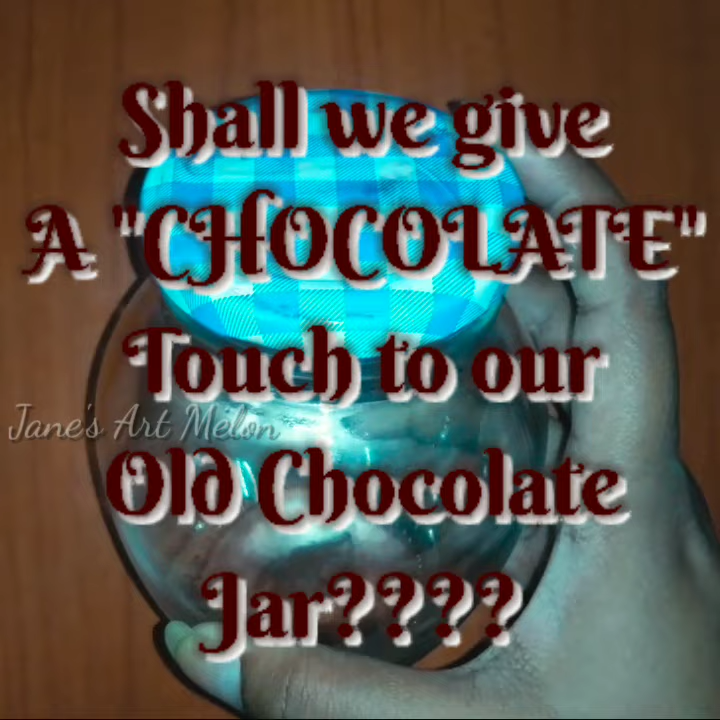 Shall we give
A "CHOCOLATE"
Touch to our
Jane's Art Melon
Old Chocolate
Jar????